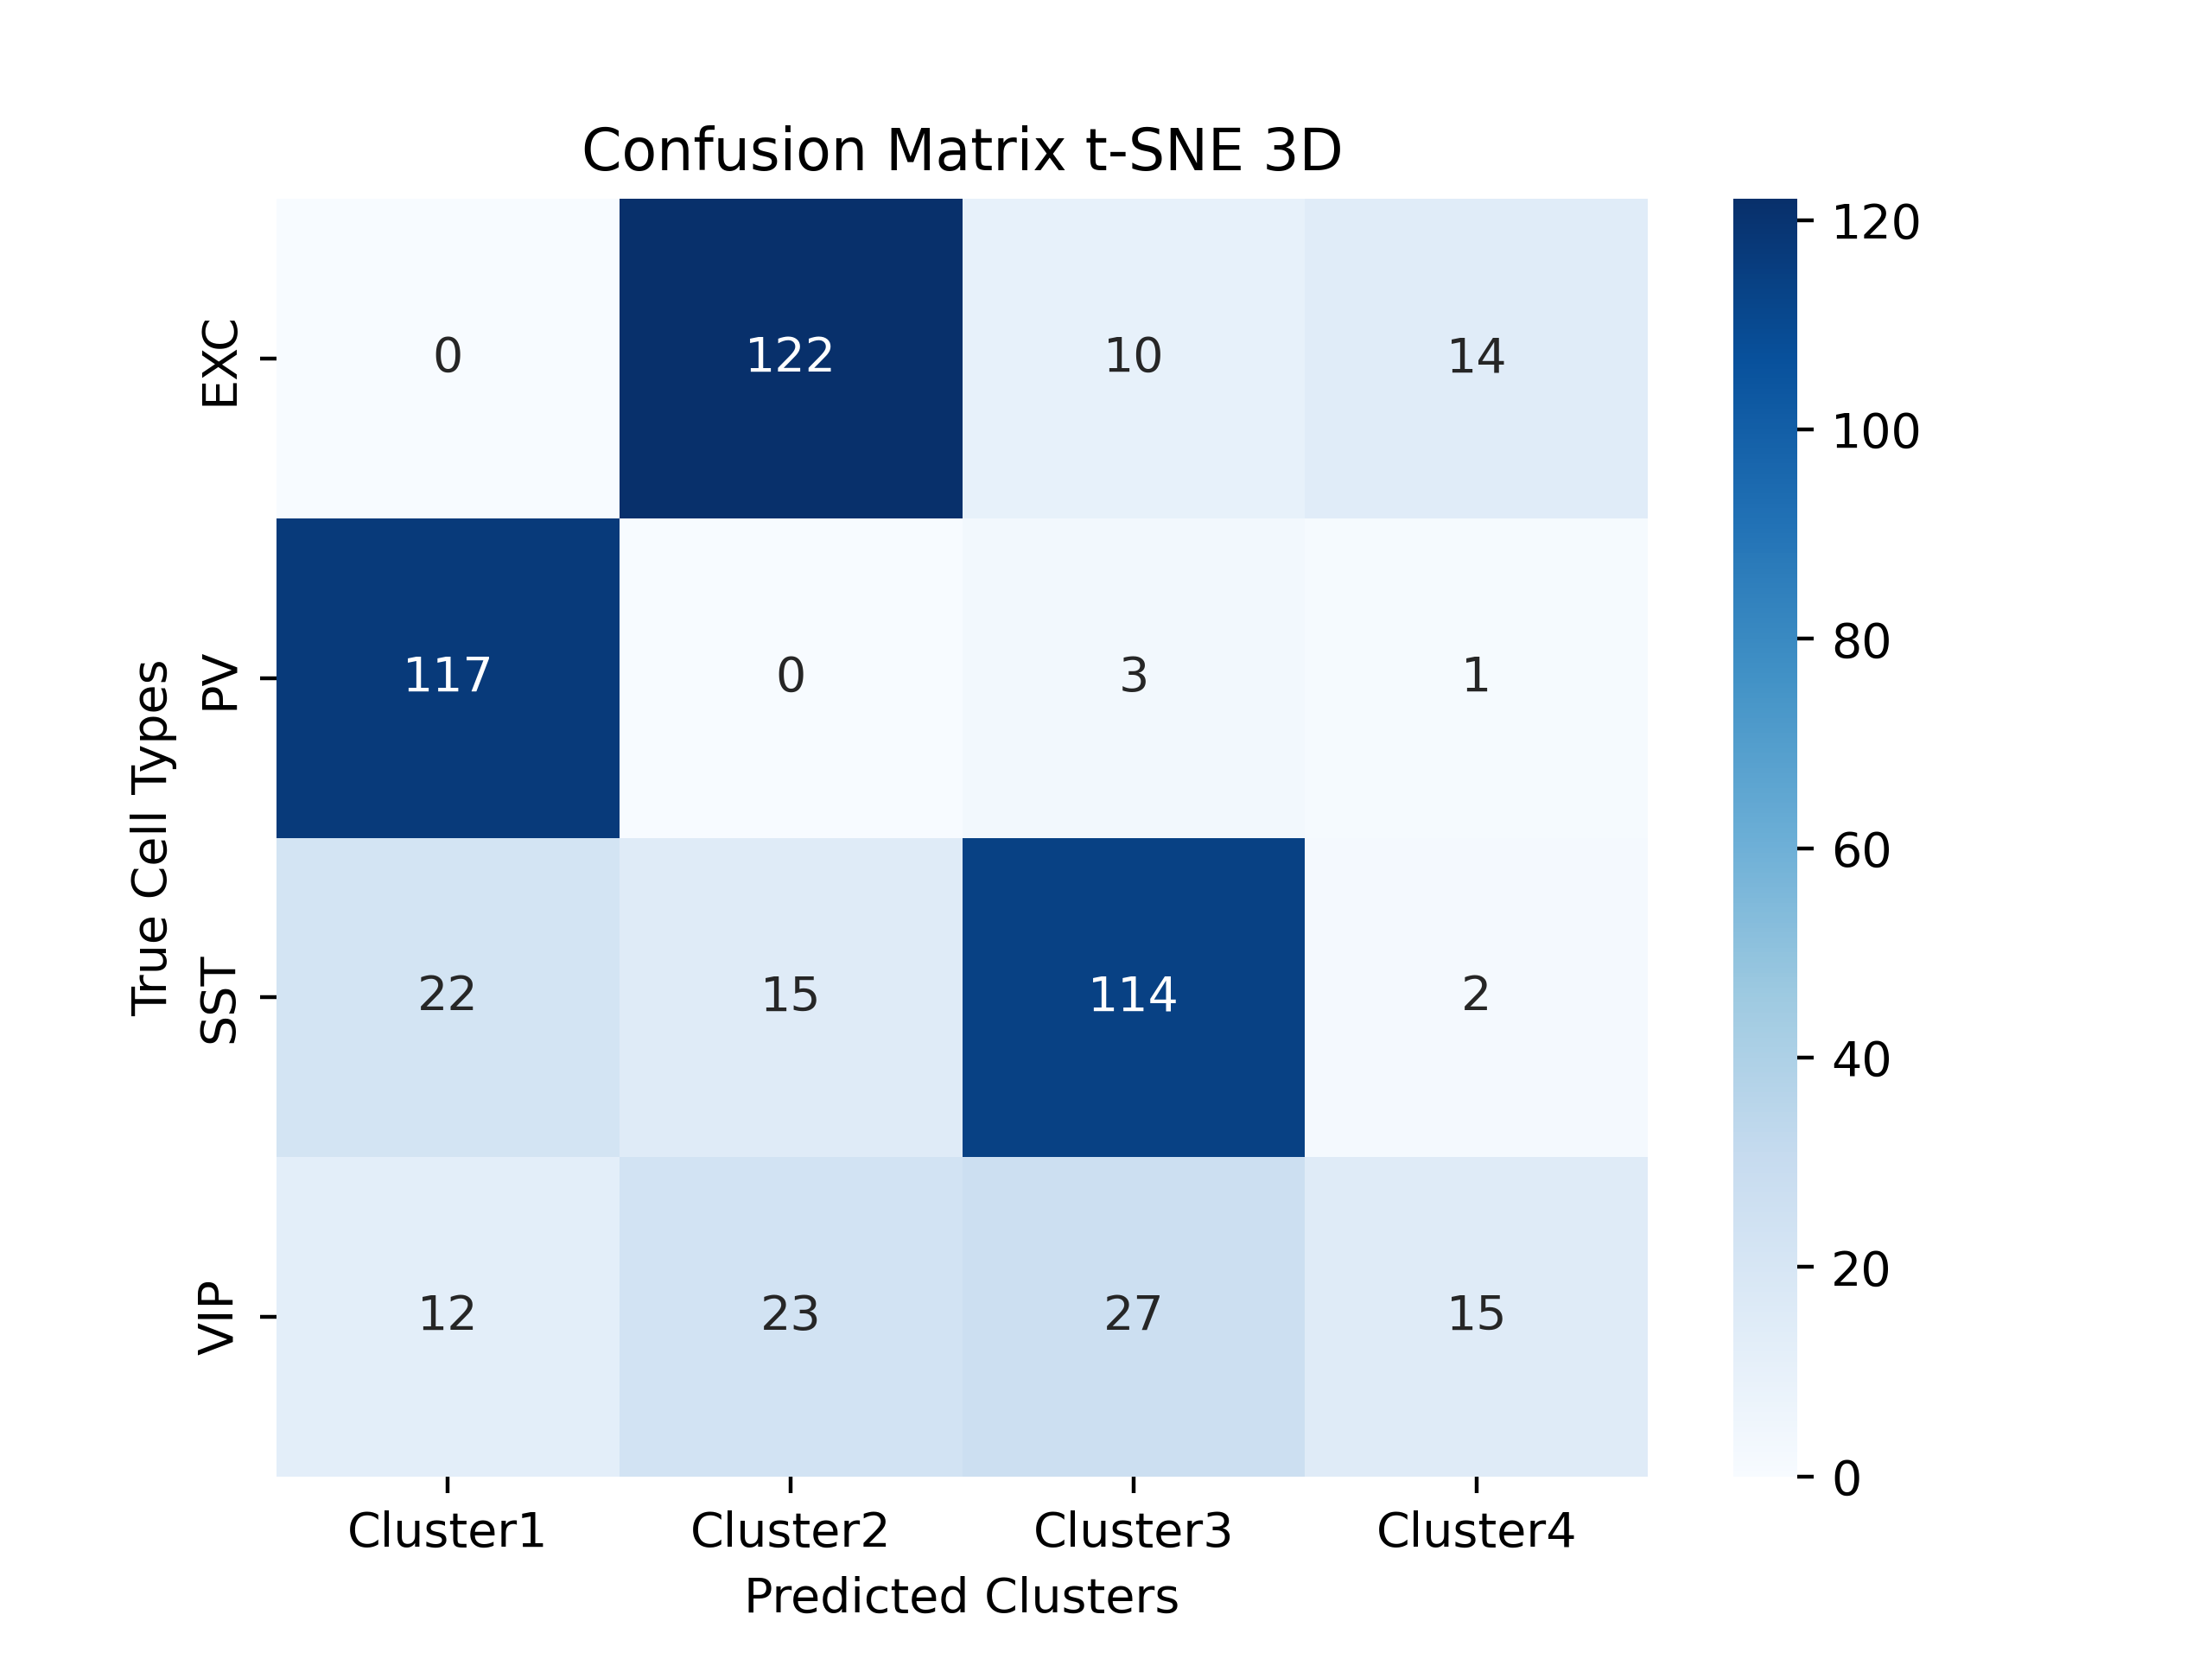 Confusion Matrix t-SNE 3D
True Cell Types
EXC 0 122 10 14
PV 117 0 3 1
SST 22 15 114 2
VIP 12 23 27 15
Cluster1 Cluster2 Cluster3 Cluster4
Predicted Clusters
120
100
80
60
40
20
0